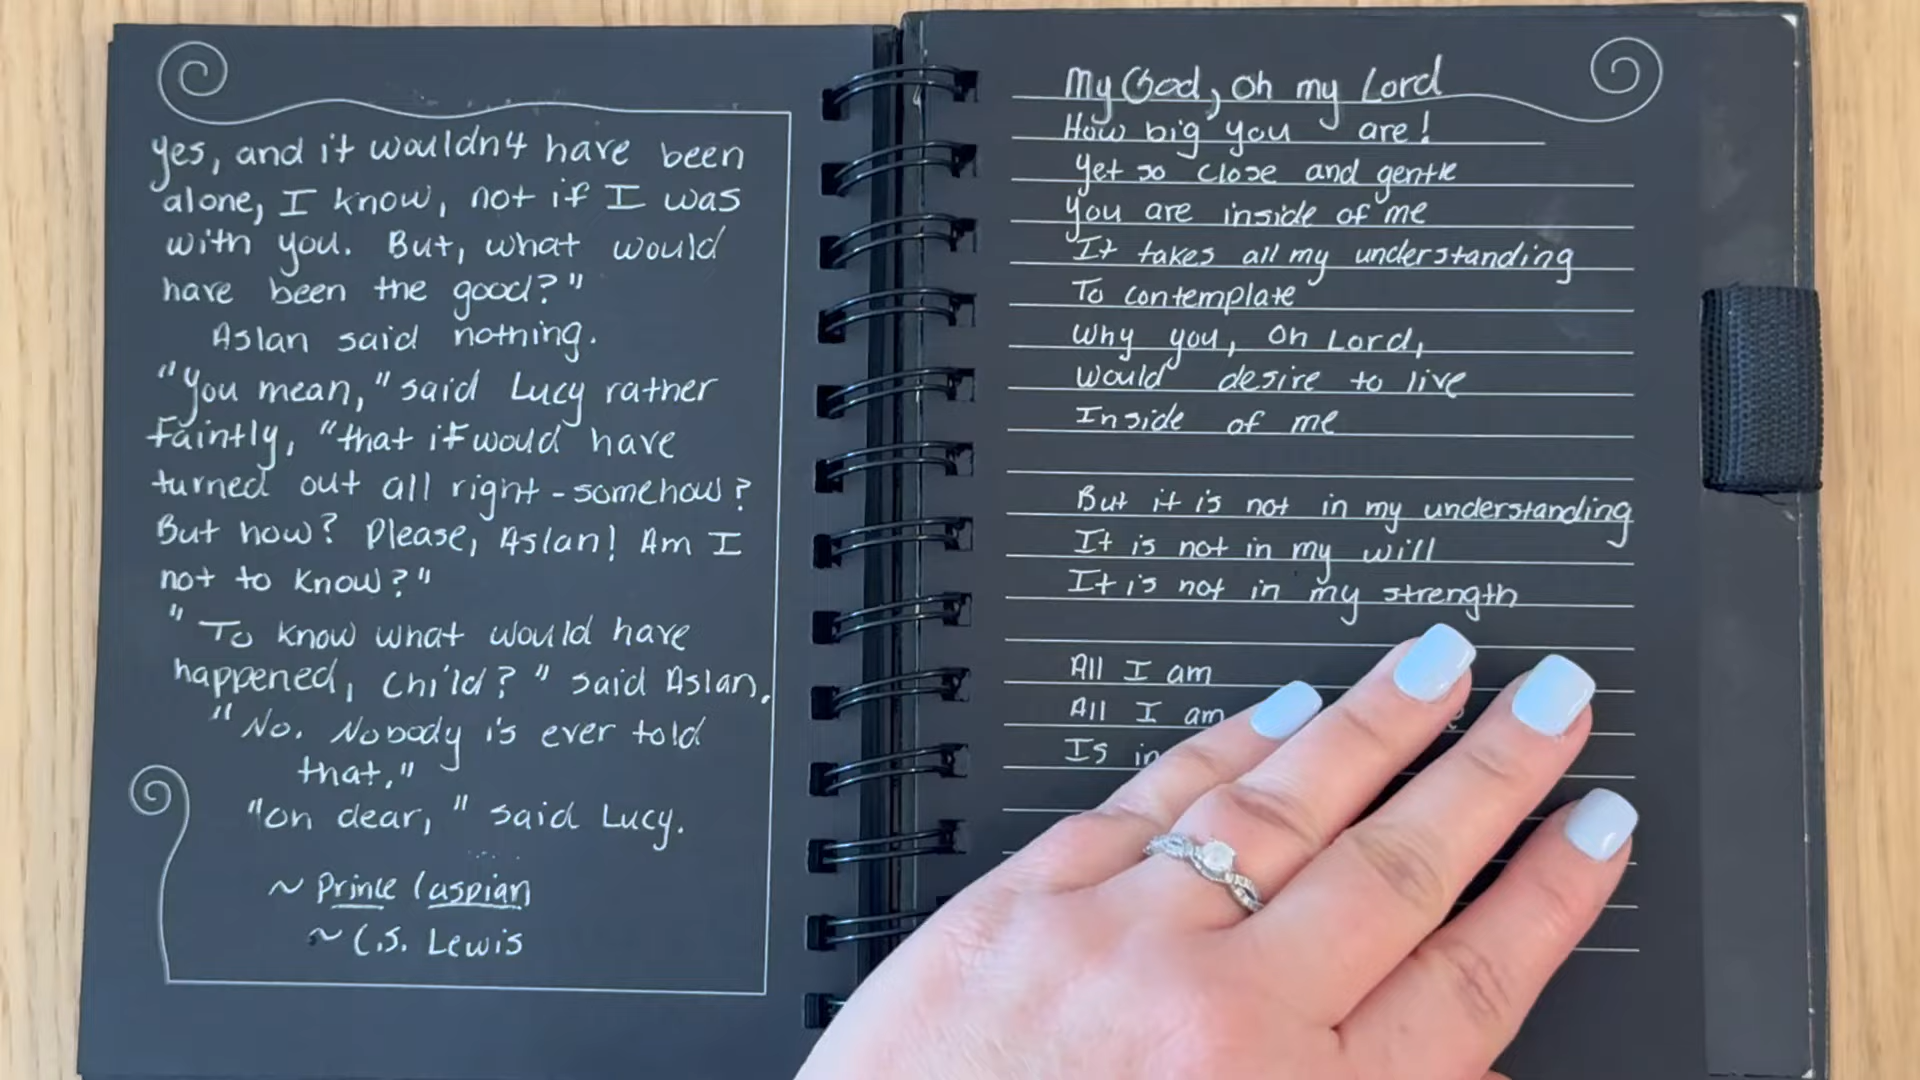 yes, and it wouldn4 have been
alone, I know, not if I was
with you. But, what would
have been the good?"
Aslan said nothing.
"You mean," said Lucy rather
faintly, "that it would have
turned out all right - somehow?
But how? Please, Aslan! Am I
not to know?"
"To know what would have
happened, child?" said Aslan.
"No. Nobody is ever told
that."
"Oh dear," said Lucy.
~ Prince Caspian
~ C.S. Lewis
My God, oh my Lord
How big you are!
Yet so close and gentle
You are inside of me
It takes all my understanding
To contemplate
Why you, Oh Lord,
Would desire to live
Inside of me
But it is not in my understanding
It is not in my will
It is not in my strength
All I am
All I am
Is in